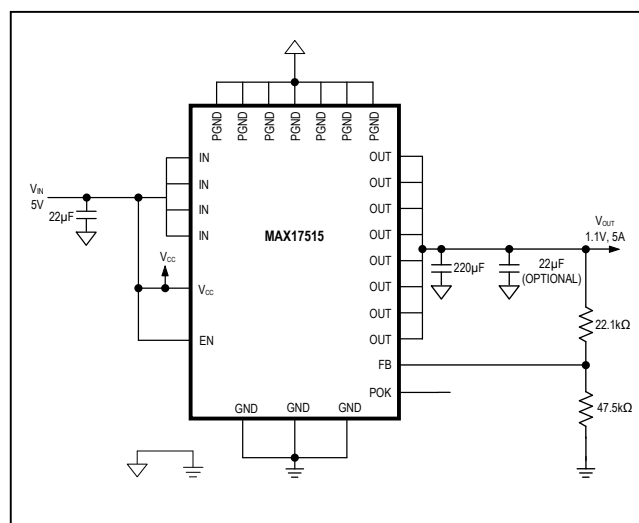 PGND
PGND
PGND
PGND
PGND
PGND
PGND
IN
IN
IN
IN
VIN
5V
22µF
MAX17515
VCC
VCC
EN
OUT
OUT
OUT
OUT
OUT
OUT
OUT
OUT
FB
POK
VOUT
1.1V, 5A
220µF
22µF
(OPTIONAL)
22.1kΩ
47.5kΩ
GND
GND
GND